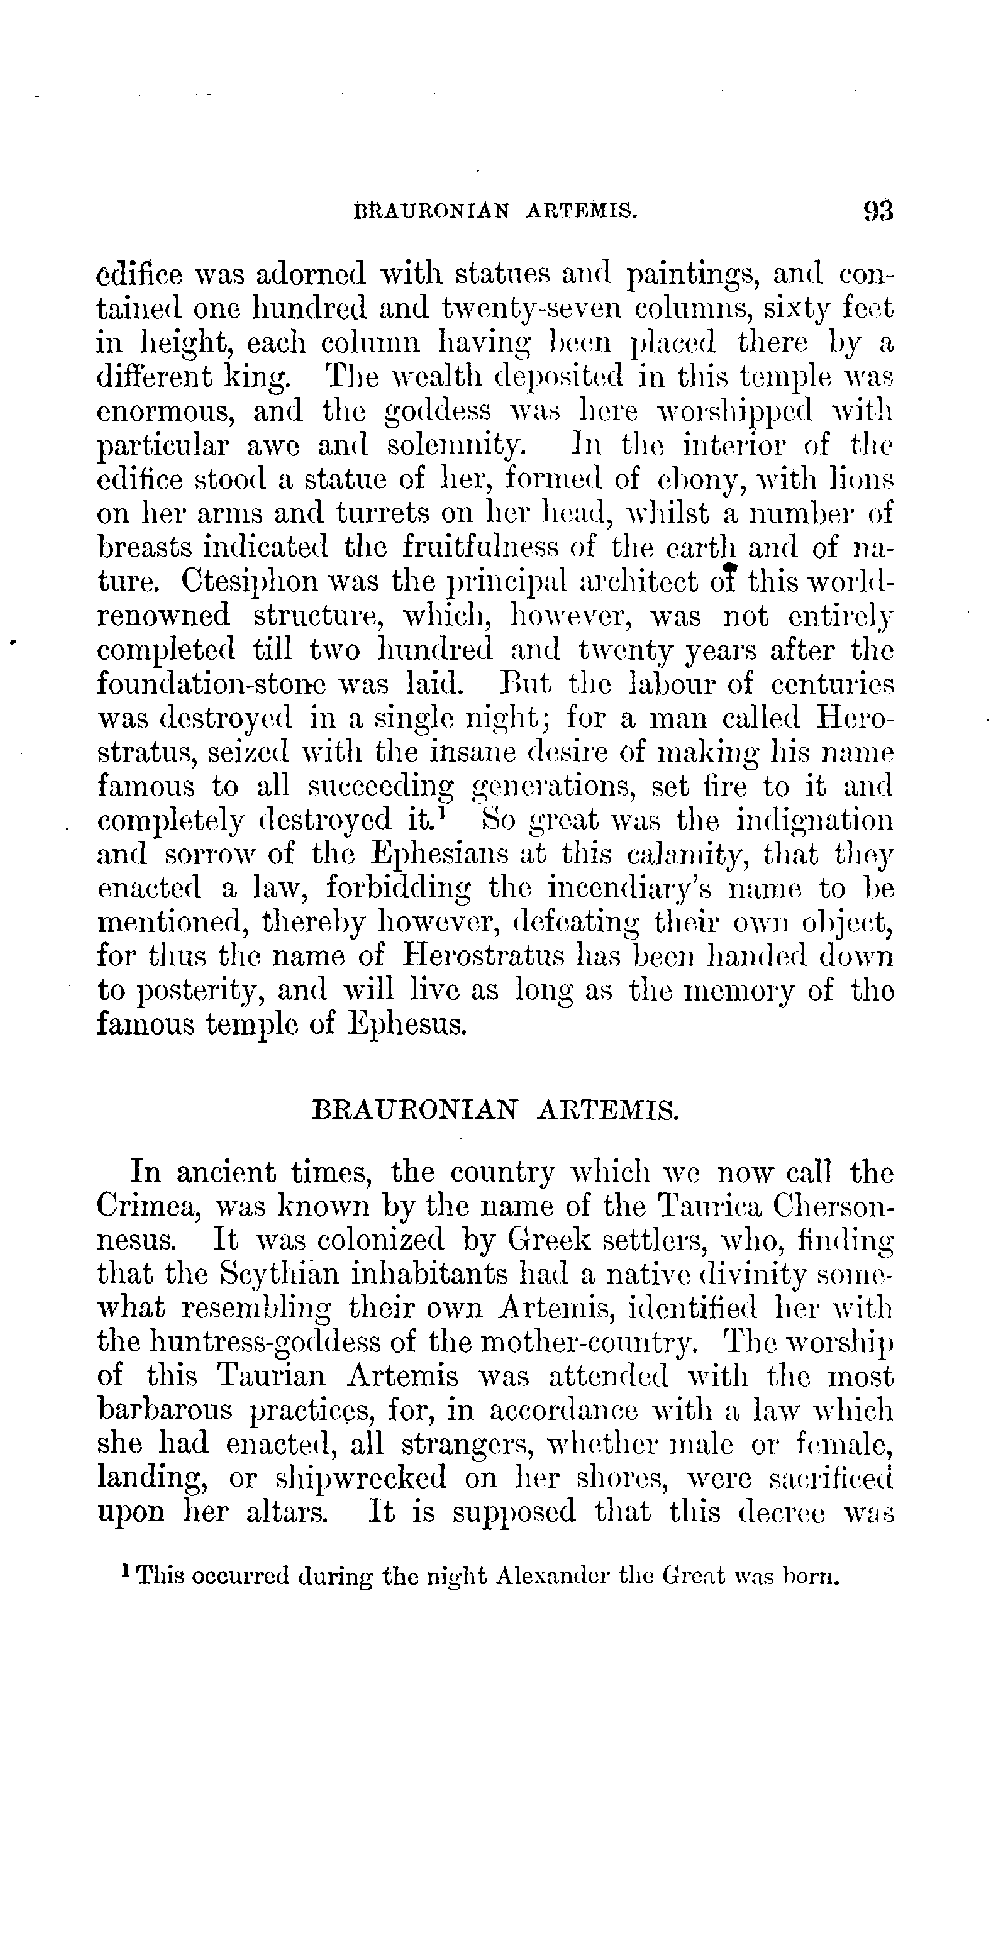 BRAURONIAN ARTEMIS. 93
edifice was adorned with statues and paintings, and con-
tained one hundred and twenty-seven columns, sixty feet
in height, each column having been placed there by a
different king. The wealth deposited in this temple was
enormous, and the goddess was here worshipped with
particular awe and solemnity. In the interior of the
edifice stood a statue of her, formed of ebony, with lions
on her arms and turrets on her head, whilst a number of
breasts indicated the fruitfulness of the earth and of na-
ture. Ctesiphon was the principal architect of this world-
renowned structure, which, however, was not entirely
completed till two hundred and twenty years after the
foundation-stone was laid. But the labour of centuries
was destroyed in a single night; for a man called Hero-
stratus, seized with the insane desire of making his name
famous to all succeeding generations, set fire to it and
completely destroyed it.¹ So great was the indignation
and sorrow of the Ephesians at this calamity, that they
enacted a law, forbidding the incendiary's name to be
mentioned, thereby however, defeating their own object,
for thus the name of Herostratus has been handed down
to posterity, and will live as long as the memory of the
famous temple of Ephesus.
BRAURONIAN ARTEMIS.
In ancient times, the country which we now call the
Crimea, was known by the name of the Taurica Cherson-
nesus. It was colonized by Greek settlers, who, finding
that the Scythian inhabitants had a native divinity some-
what resembling their own Artemis, identified her with
the huntress-goddess of the mother-country. The worship
of this Taurian Artemis was attended with the most
barbarous practices, for, in accordance with a law which
she had enacted, all strangers, whether male or female,
landing, or shipwrecked on her shores, were sacrificed
upon her altars. It is supposed that this decree was
¹ This occurred during the night Alexander the Great was born.